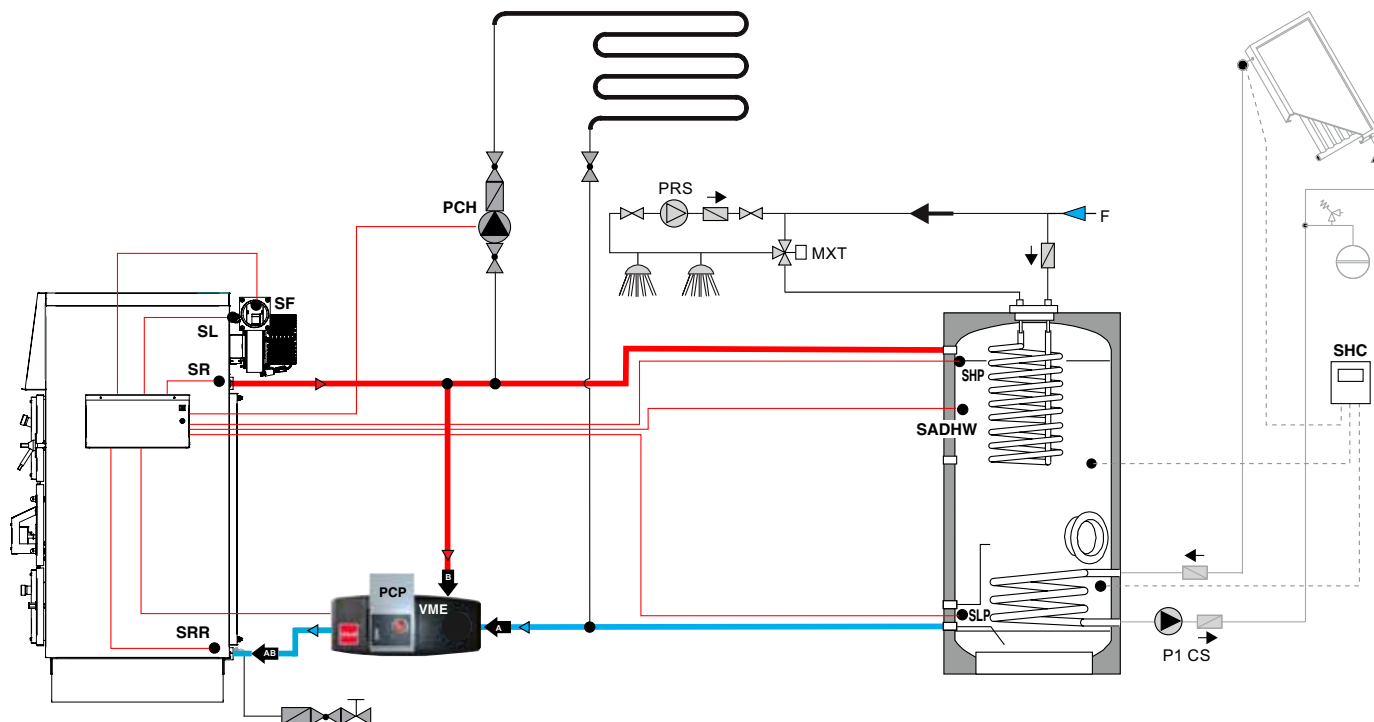 PRS
PCH
F
MXT
SF
SL
SR
SHC
SHP
SADHW
B
PCP
VME
A
SLP
SRR
AB
P1 CS